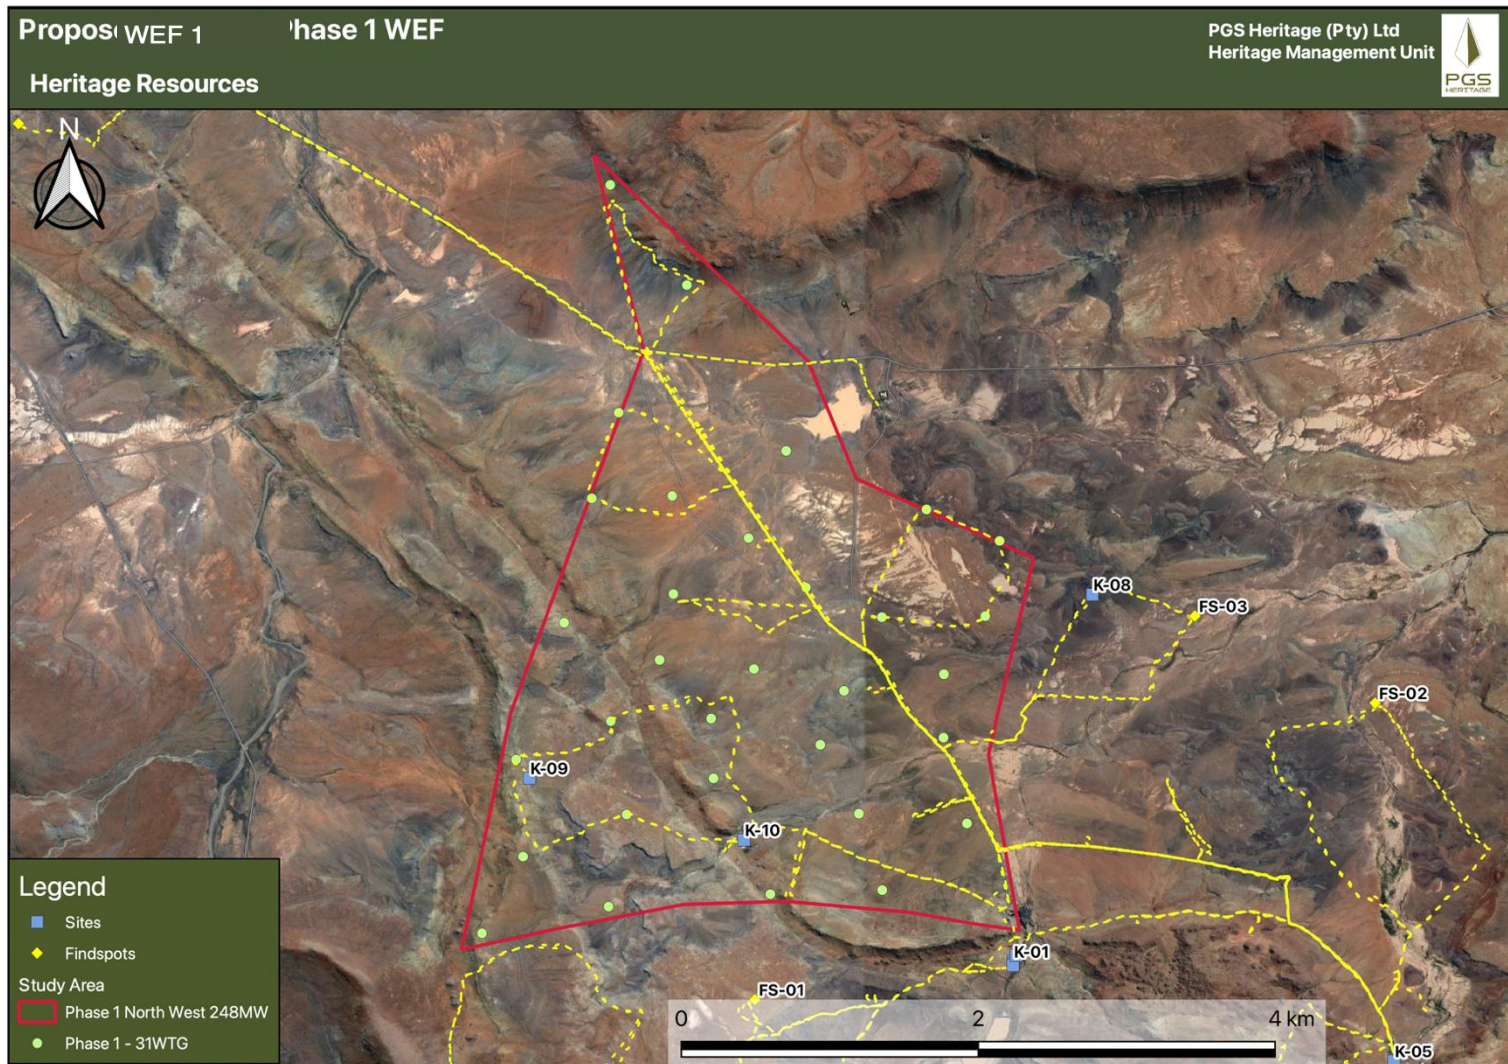 Propos WEF 1 hase 1 WEF
Heritage Resources
PGS Heritage (Pty) Ltd
Heritage Management Unit
PGS
HERITAGE
N
K-08
FS-03
FS-02
K-09
K-10
K-01
FS-01
K-05
Legend
Sites
Findspots
Study Area
Phase 1 North West 248MW
Phase 1 - 31WTG
0 2 4 km